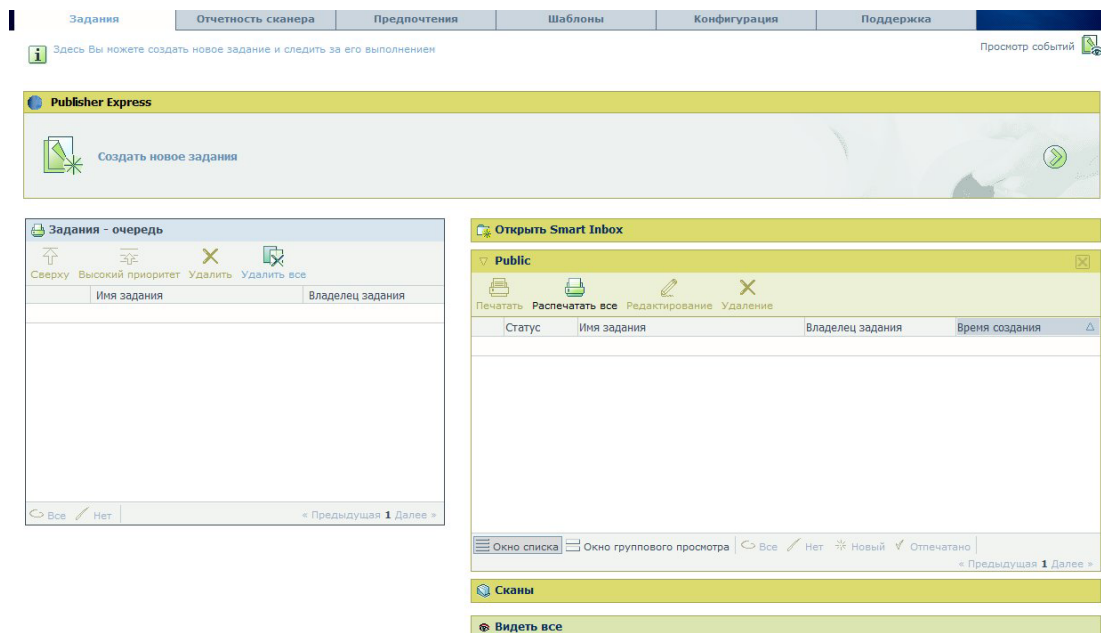 Задания Отчетность сканера Предпочтения Шаблоны Конфигурация Поддержка
Здесь Вы можете создать новое задание и следить за его выполнением
Просмотр событий
Publisher Express
Создать новое задания
Задания - очередь
Сверху Высокий приоритет Удалить Удалить все
Имя задания Владелец задания
Все Нет « Предыдущая 1 Далее »
Открыть Smart Inbox
Public
Печатать Распечатать все Редактирование Удаление
Статус Имя задания Владелец задания Время создания
Окно списка Окно группового просмотра Все Нет Новый Отпечатано
« Предыдущая 1 Далее »
Сканы
Видеть все